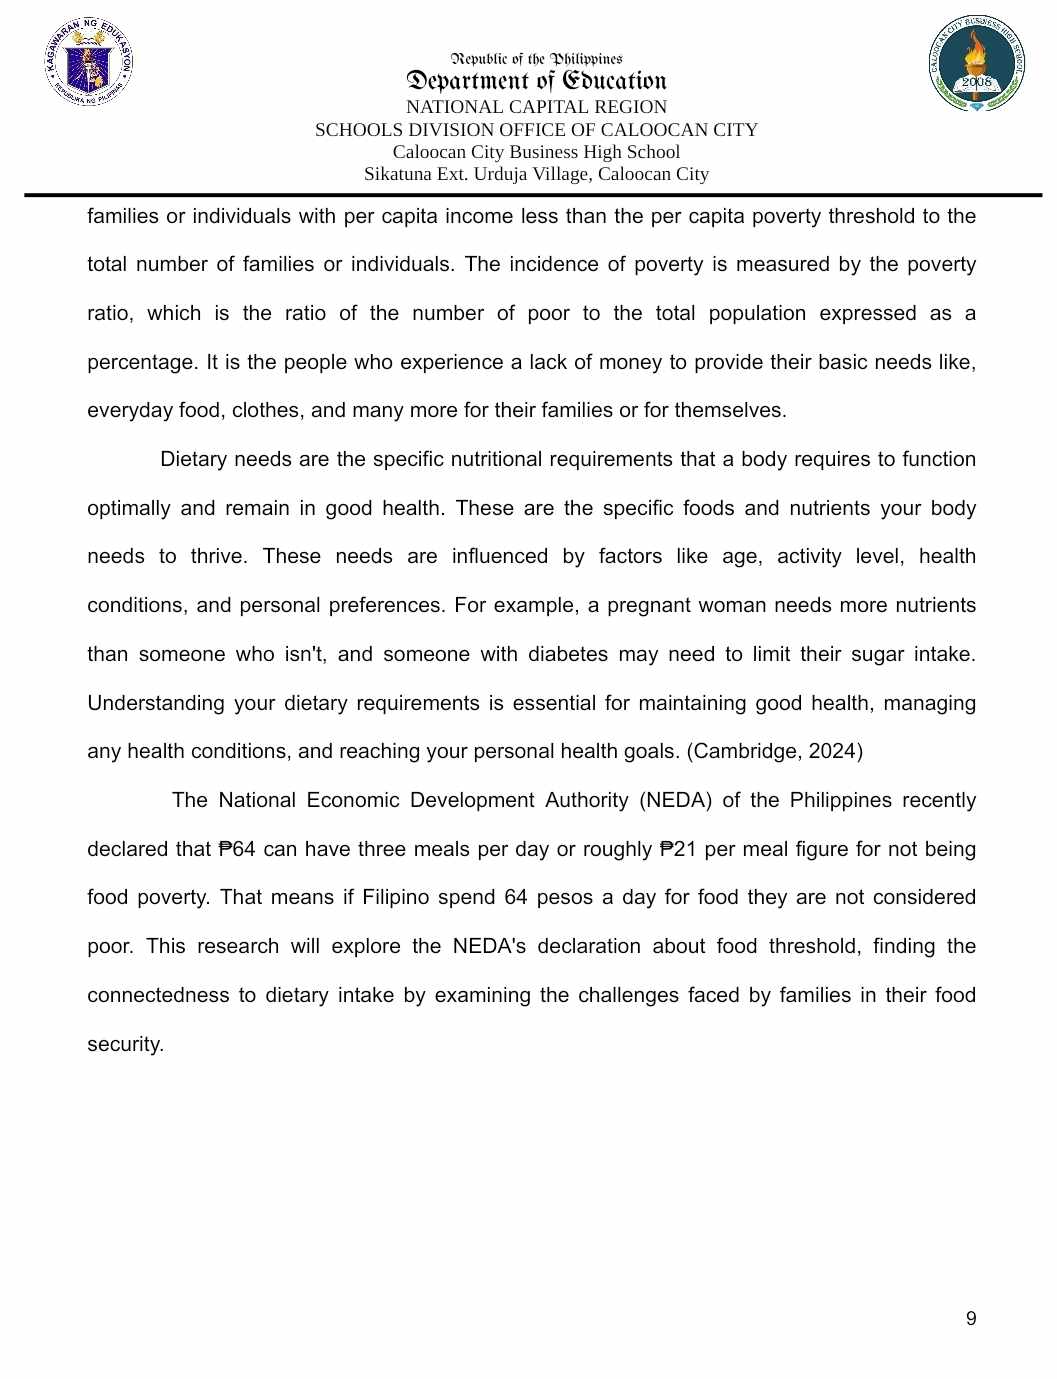 KAGAWARAN NG EDUKASYON
REPUBLIKA NG PILIPINAS
CALOOCAN CITY BUSINESS HIGH SCHOOL
2008
Republic of the Philippines
Department of Education
NATIONAL CAPITAL REGION
SCHOOLS DIVISION OFFICE OF CALOOCAN CITY
Caloocan City Business High School
Sikatuna Ext. Urduja Village, Caloocan City
families or individuals with per capita income less than the per capita poverty threshold to the
total number of families or individuals. The incidence of poverty is measured by the poverty
ratio, which is the ratio of the number of poor to the total population expressed as a
percentage. It is the people who experience a lack of money to provide their basic needs like,
everyday food, clothes, and many more for their families or for themselves.
Dietary needs are the specific nutritional requirements that a body requires to function
optimally and remain in good health. These are the specific foods and nutrients your body
needs to thrive. These needs are influenced by factors like age, activity level, health
conditions, and personal preferences. For example, a pregnant woman needs more nutrients
than someone who isn't, and someone with diabetes may need to limit their sugar intake.
Understanding your dietary requirements is essential for maintaining good health, managing
any health conditions, and reaching your personal health goals. (Cambridge, 2024)
The National Economic Development Authority (NEDA) of the Philippines recently
declared that ₱64 can have three meals per day or roughly ₱21 per meal figure for not being
food poverty. That means if Filipino spend 64 pesos a day for food they are not considered
poor. This research will explore the NEDA's declaration about food threshold, finding the
connectedness to dietary intake by examining the challenges faced by families in their food
security.
9